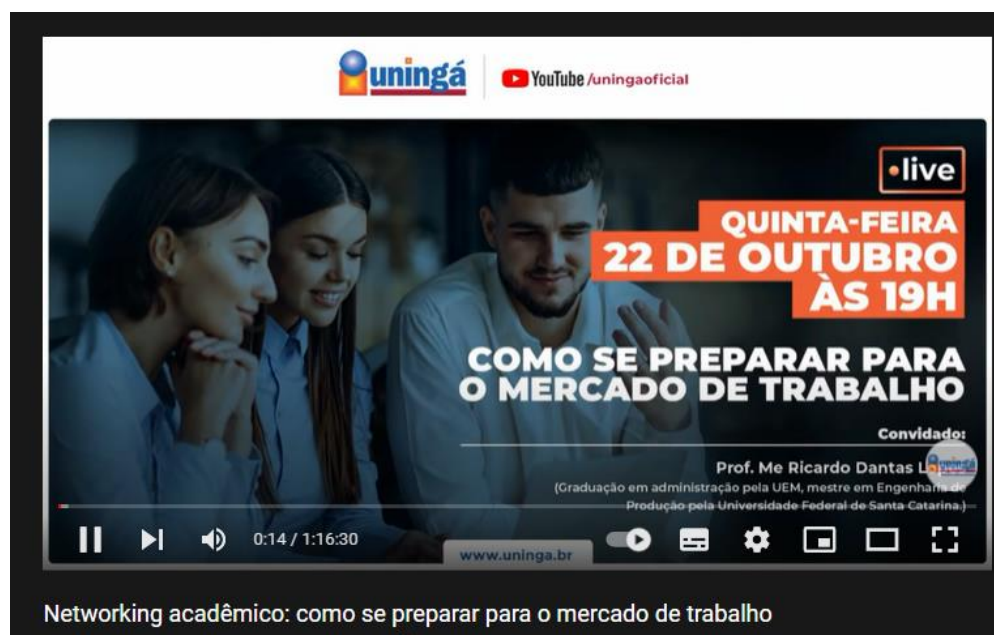 uningá
YouTube /uningaoficial
live
QUINTA-FEIRA
22 DE OUTUBRO
ÀS 19H
COMO SE PREPARAR PARA
O MERCADO DE TRABALHO
Convidado:
Prof. Me Ricardo Dantas
uningá
(Graduação em administração pela UEM, mestre em Engenharia de
Produção pela Universidade Federal de Santa Catarina.)
0:14 / 1:16:30
www.uninga.br
Networking acadêmico: como se preparar para o mercado de trabalho